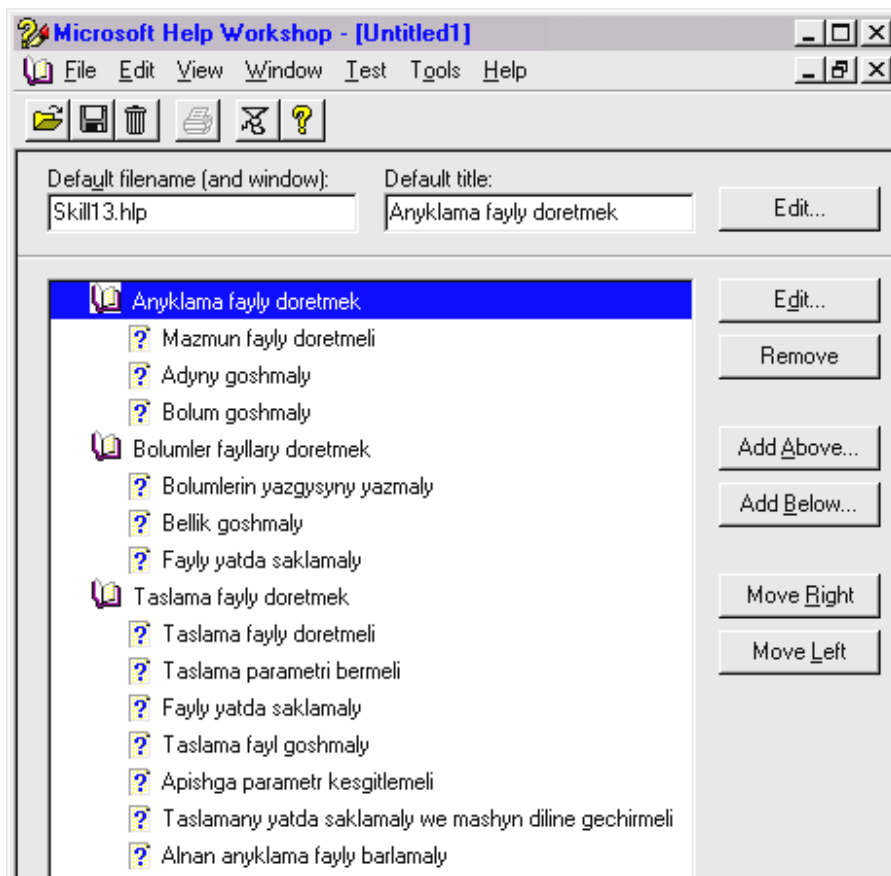 Microsoft Help Workshop - [Untitled1]
File Edit View Window Test Tools Help
Default filename (and window):
Default title:
Skill13.hlp
Anyklama fayly doretmek
Edit...
Anyklama fayly doretmek
Edit...
Mazmun fayly doretmeli
Remove
Adyny goshmaly
Bolum goshmaly
Bolumler fayllary doretmek
Add Above...
Bolumlerin yazgysyny yazmaly
Add Below...
Bellik goshmaly
Fayly yatda saklamaly
Taslama fayly doretmek
Move Right
Taslama fayly doretmeli
Move Left
Taslama parametri bermeli
Fayly yatda saklamaly
Taslama fayl goshmaly
Apishga parametr kesgitlemeli
Taslamany yatda saklamaly we mashyn diline gechirmeli
Alnan anyklama fayly barlamaly